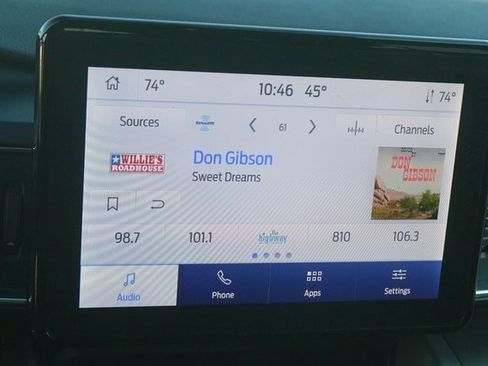 74° 10:46 45° 74°
Sources SiriusXM 61 Channels
WILLIE'S
ROADHOUSE
Don Gibson
Sweet Dreams
DON
GIBSON
98.7 101.1 the highway 810 106.3
Audio Phone Apps Settings